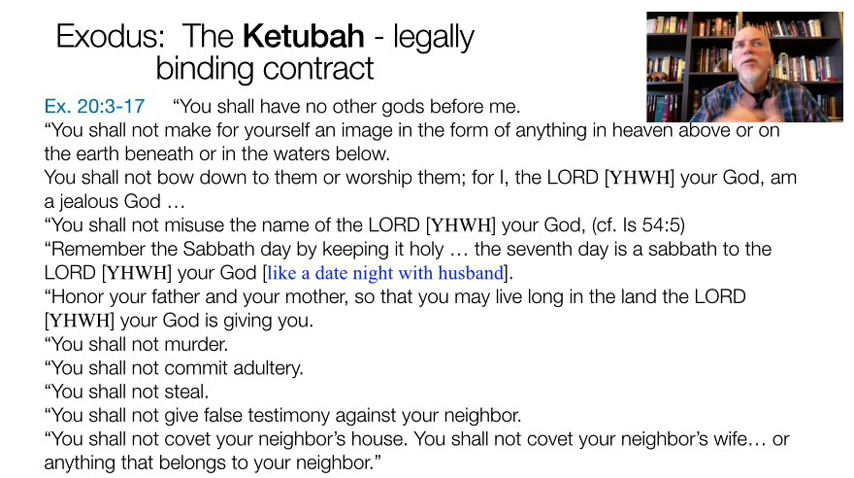 Exodus: The Ketubah - legally
binding contract
Ex. 20:3-17 “You shall have no other gods before me.
“You shall not make for yourself an image in the form of anything in heaven above or on
the earth beneath or in the waters below.
You shall not bow down to them or worship them; for I, the LORD [YHWH] your God, am
a jealous God …
“You shall not misuse the name of the LORD [YHWH] your God, (cf. Is 54:5)
“Remember the Sabbath day by keeping it holy … the seventh day is a sabbath to the
LORD [YHWH] your God [like a date night with husband].
“Honor your father and your mother, so that you may live long in the land the LORD
[YHWH] your God is giving you.
“You shall not murder.
“You shall not commit adultery.
“You shall not steal.
“You shall not give false testimony against your neighbor.
“You shall not covet your neighbor’s house. You shall not covet your neighbor’s wife… or
anything that belongs to your neighbor.”